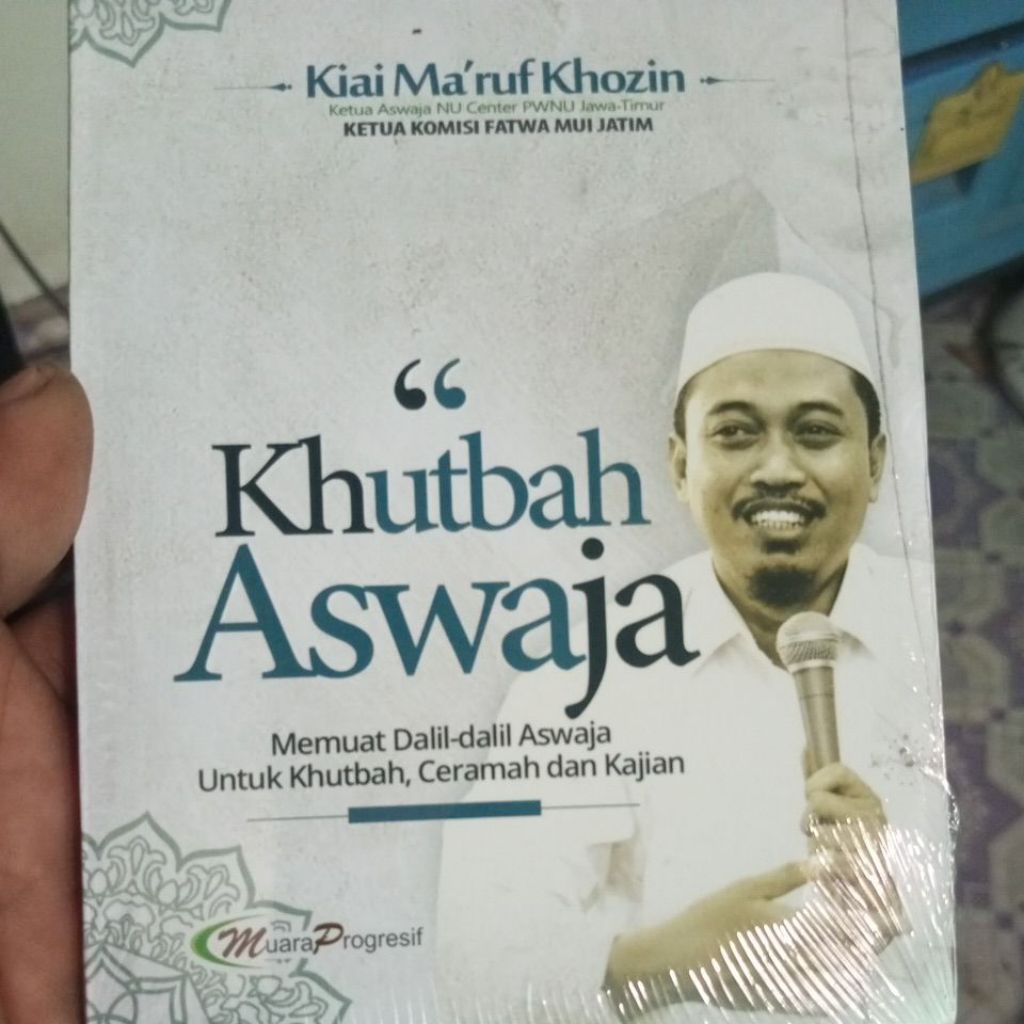 Kiai Ma'ruf Khozin
Ketua Aswaja NU Center PWNU Jawa-Timur
KETUA KOMISI FATWA MUI JATIM
“
Khutbah
Aswaja
Memuat Dalil-dalil Aswaja
Untuk Khutbah, Ceramah dan Kajian
MuaraProgresif